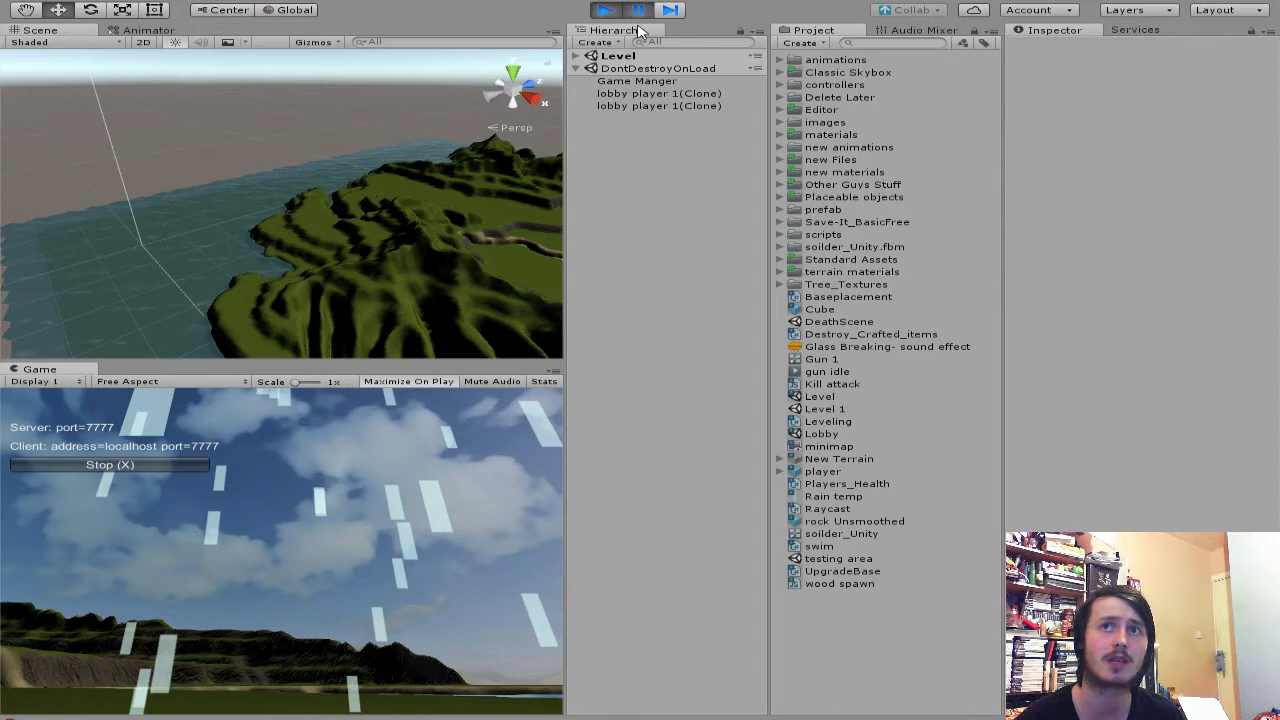 Center Global
Collab Account Layers Layout
Scene Animator
Shaded 2D Gizmos All
Persp
Game
Display 1 Free Aspect Scale 1x Maximize On Play Mute Audio Stats
Server: port=7777
Client: address=localhost port=7777
Stop (X)
Hierarch
Create All
Level
DontDestroyOnLoad
Game Manger
lobby player 1(Clone)
lobby player 1(Clone)
Project Audio Mixer
Create
animations
Classic Skybox
controllers
Delete Later
Editor
images
materials
new animations
new Files
new materials
Other Guys Stuff
Placeable objects
prefab
Save-It_BasicFree
scripts
soilder_Unity.fbm
Standard Assets
terrain materials
Tree_Textures
Baseplacement
Cube
DeathScene
Destroy_Crafted_items
Glass Breaking- sound effect
Gun 1
gun idle
Kill attack
Level
Level 1
Leveling
Lobby
minimap
New Terrain
player
Players_Health
Rain temp
Raycast
rock Unsmoothed
soilder_Unity
swim
testing area
UpgradeBase
wood spawn
Inspector Services